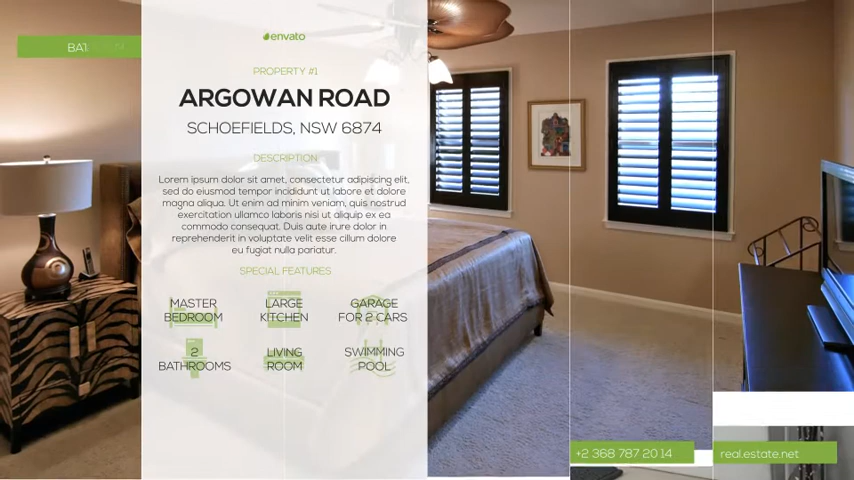 envato
PROPERTY #1
ARGOWAN ROAD
SCHOEFIELDS, NSW 6874
DESCRIPTION
Lorem ipsum dolor sit amet, consectetur adipiscing elit,
sed do eiusmod tempor incididunt ut labore et dolore
magna aliqua. Ut enim ad minim veniam, quis nostrud
exercitation ullamco laboris nisi ut aliquip ex ea
commodo consequat. Duis aute irure dolor in
reprehenderit in voluptate velit esse cillum dolore
eu fugiat nulla pariatur.
SPECIAL FEATURES
MASTER
BEDROOM
LARGE
KITCHEN
GARAGE
FOR 2 CARS
2
BATHROOMS
LIVING
ROOM
SWIMMING
POOL
+2 368 787 20 14
real.estate.net